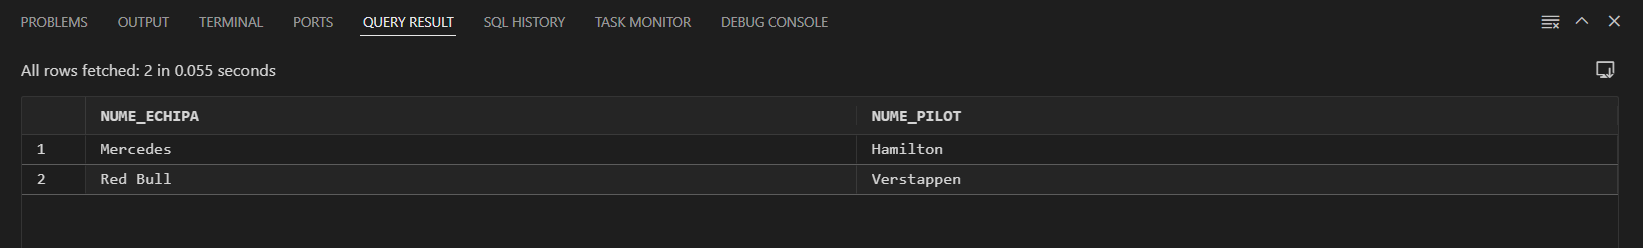 PROBLEMS OUTPUT TERMINAL PORTS QUERY RESULT SQL HISTORY TASK MONITOR DEBUG CONSOLE
All rows fetched: 2 in 0.055 seconds
NUME_ECHIPA NUME_PILOT
1 Mercedes Hamilton
2 Red Bull Verstappen